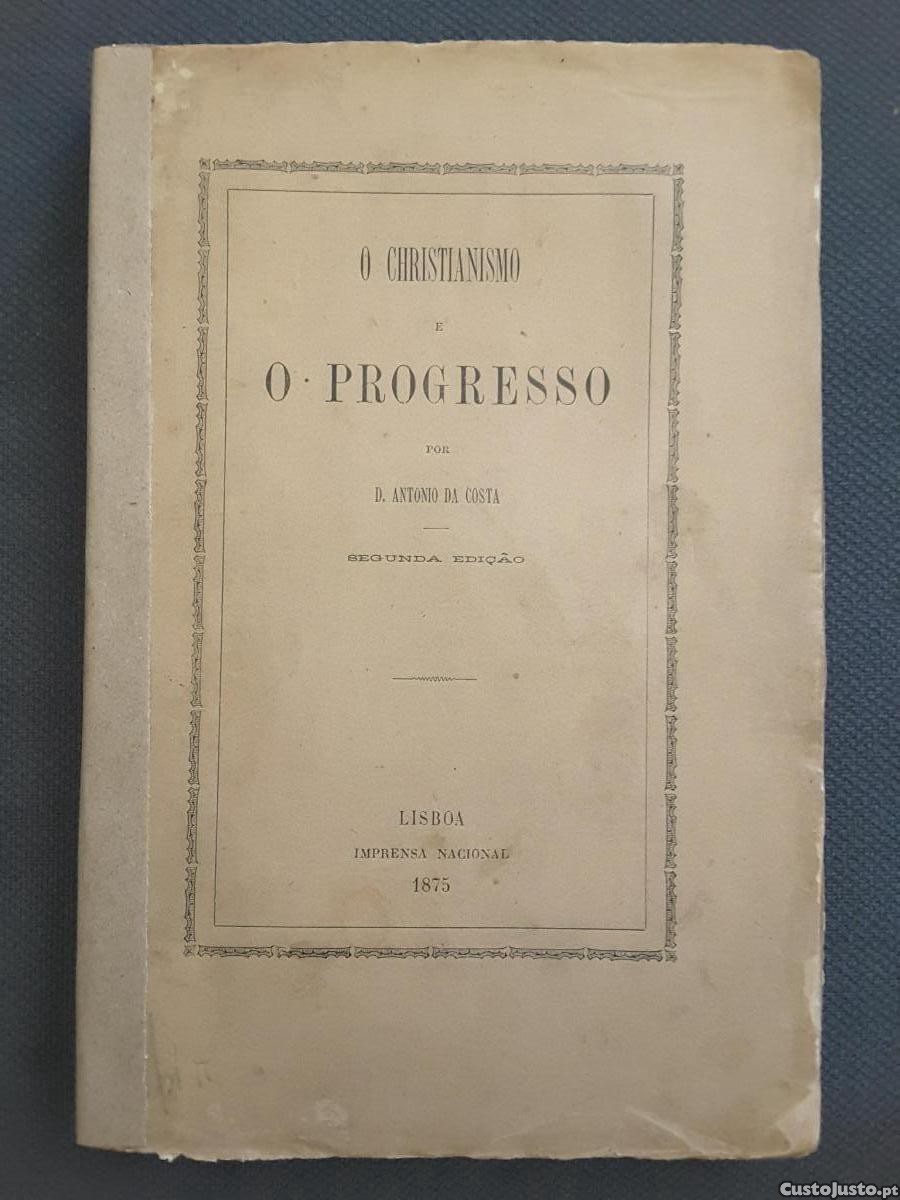 O CHRISTIANISMO
E
O PROGRESSO
POR
D. ANTONIO DA COSTA
SEGUNDA EDIÇÃO
LISBOA
IMPRENSA NACIONAL
1875
CustoJusto.pt